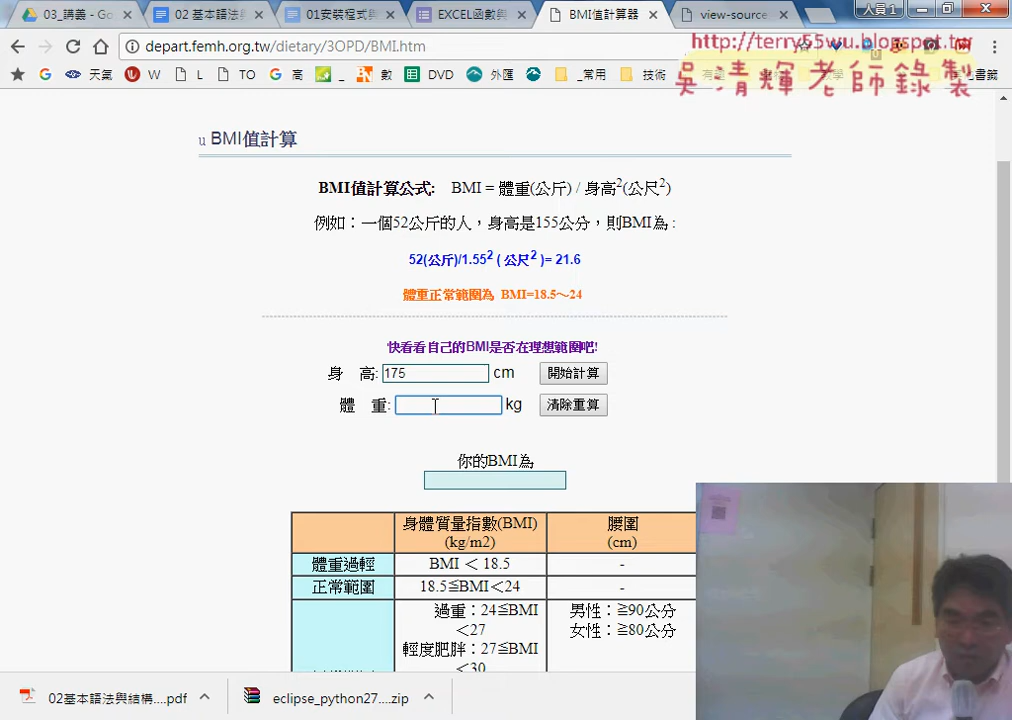 03_講義 - Go
02 基本語法與
01安裝程式與
EXCEL函數與
BMI值計算器
view-source
人員1
depart.femh.org.tw/dietary/3OPD/BMI.htm
http://terry55wu.blogspot.tw
天氣
W
L
TO
高
_
數
DVD
外匯
_常用
技術
吳清輝老師錄製
u BMI值計算
BMI值計算公式: BMI = 體重(公斤) / 身高2(公尺2)
例如：一個52公斤的人，身高是155公分，則BMI為 :
52(公斤)/1.552 ( 公尺2 )= 21.6
體重正常範圍為 BMI=18.5～24
快看看自己的BMI是否在理想範圍吧!
身 高: 175 cm 開始計算
體 重: kg 清除重算
你的BMI為
身體質量指數(BMI)
(kg/m2)
腰圍
(cm)
體重過輕 BMI ＜ 18.5 -
正常範圍 18.5≦BMI<24 -
過重：24≦BMI
<27
輕度肥胖：27≦BMI
<30
男性：≧90公分
女性：≧80公分
02基本語法與結構....pdf
eclipse_python27....zip